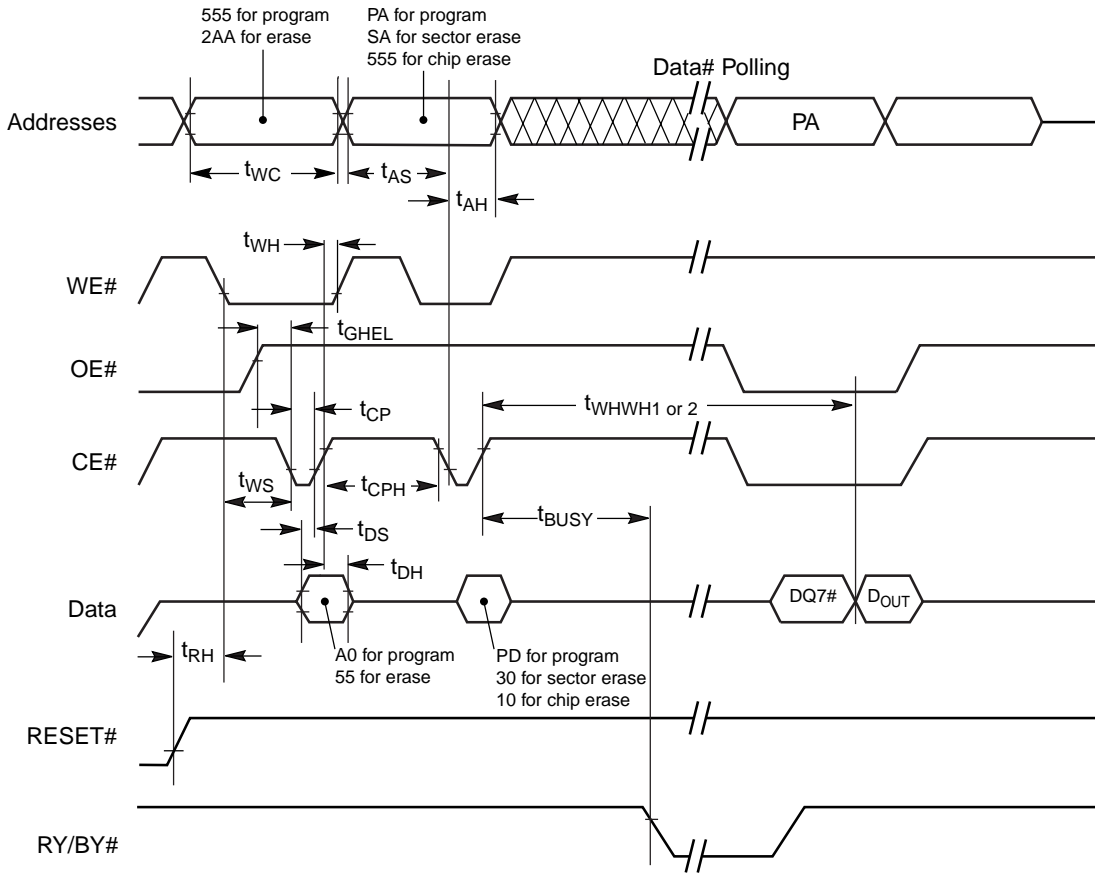 555 for program
2AA for erase
PA for program
SA for sector erase
555 for chip erase
Data# Polling
Addresses
PA
tWC
tAS
tAH
tWH
WE#
tGHEL
OE#
tWHWH1 or 2
tCP
CE#
tWS
tCPH
tBUSY
tDS
tDH
Data
DQ7#
DOUT
tRH
A0 for program
55 for erase
PD for program
30 for sector erase
10 for chip erase
RESET#
RY/BY#